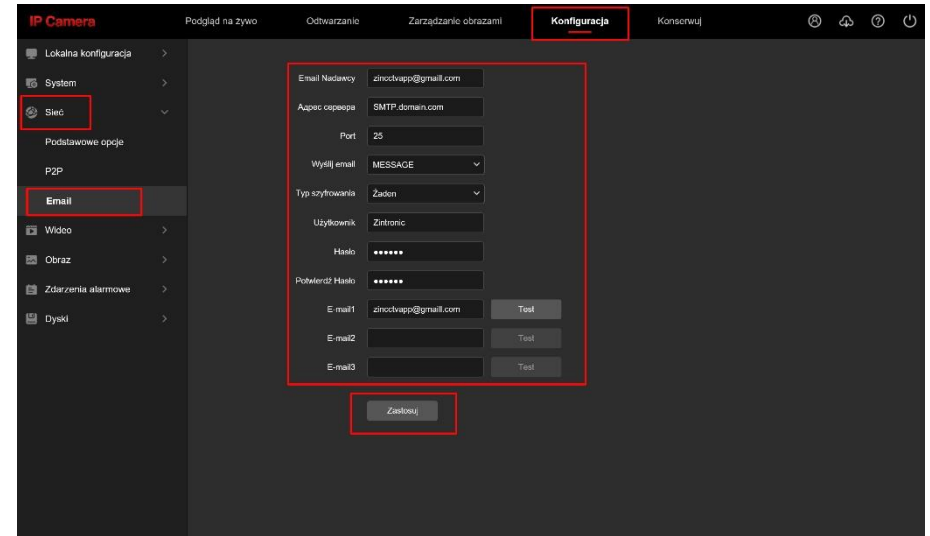 IP Camera
Podgląd na żywo Odtwarzanie Zarządzanie obrazami Konfiguracja Konserwuj
Lokalna konfiguracja
System
Sieć
Podstawowe opcje
P2P
Email
Wideo
Obraz
Zdarzenia alarmowe
Dyski
Email Nadawcy zincctvapp@gmaill.com
Адрес сервера SMTP.domain.com
Port 25
Wyślij email MESSAGE
Typ szyfrowania Żaden
Użytkownik Zintronic
Hasło ••••••
Potwierdź Hasło ••••••
E-mail1 zincctvapp@gmaill.com Test
E-mail2 Test
E-mail3 Test
Zastosuj